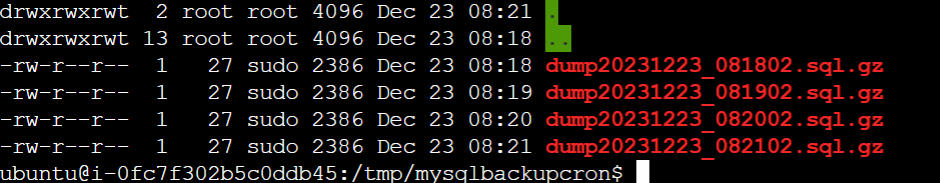 drwxrwxrwt  2 root root 4096 Dec 23 08:21 .
drwxrwxrwt 13 root root 4096 Dec 23 08:18 ..
-rw-r--r--  1   27 sudo 2386 Dec 23 08:18 dump20231223_081802.sql.gz
-rw-r--r--  1   27 sudo 2386 Dec 23 08:19 dump20231223_081902.sql.gz
-rw-r--r--  1   27 sudo 2386 Dec 23 08:20 dump20231223_082002.sql.gz
-rw-r--r--  1   27 sudo 2386 Dec 23 08:21 dump20231223_082102.sql.gz
ubuntu@i-0fc7f302b5c0ddb45:/tmp/mysqlbackupcron$